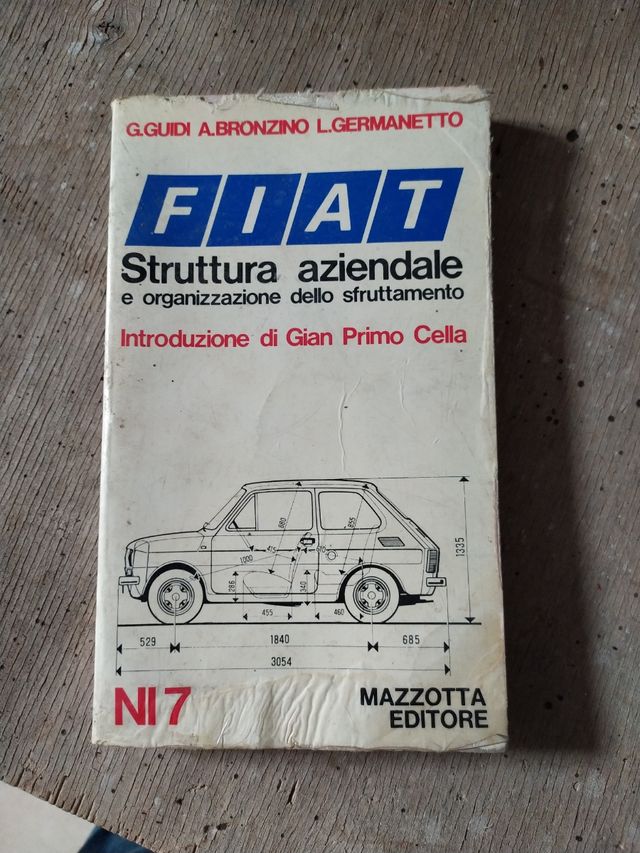 G.GUIDI A.BRONZINO L.GERMANETTO
FIAT
Struttura aziendale
e organizzazione dello sfruttamento
Introduzione di Gian Primo Cella
1335
1000
415
286
340
455
460
529
1840
685
3054
NI7
MAZZOTTA
EDITORE